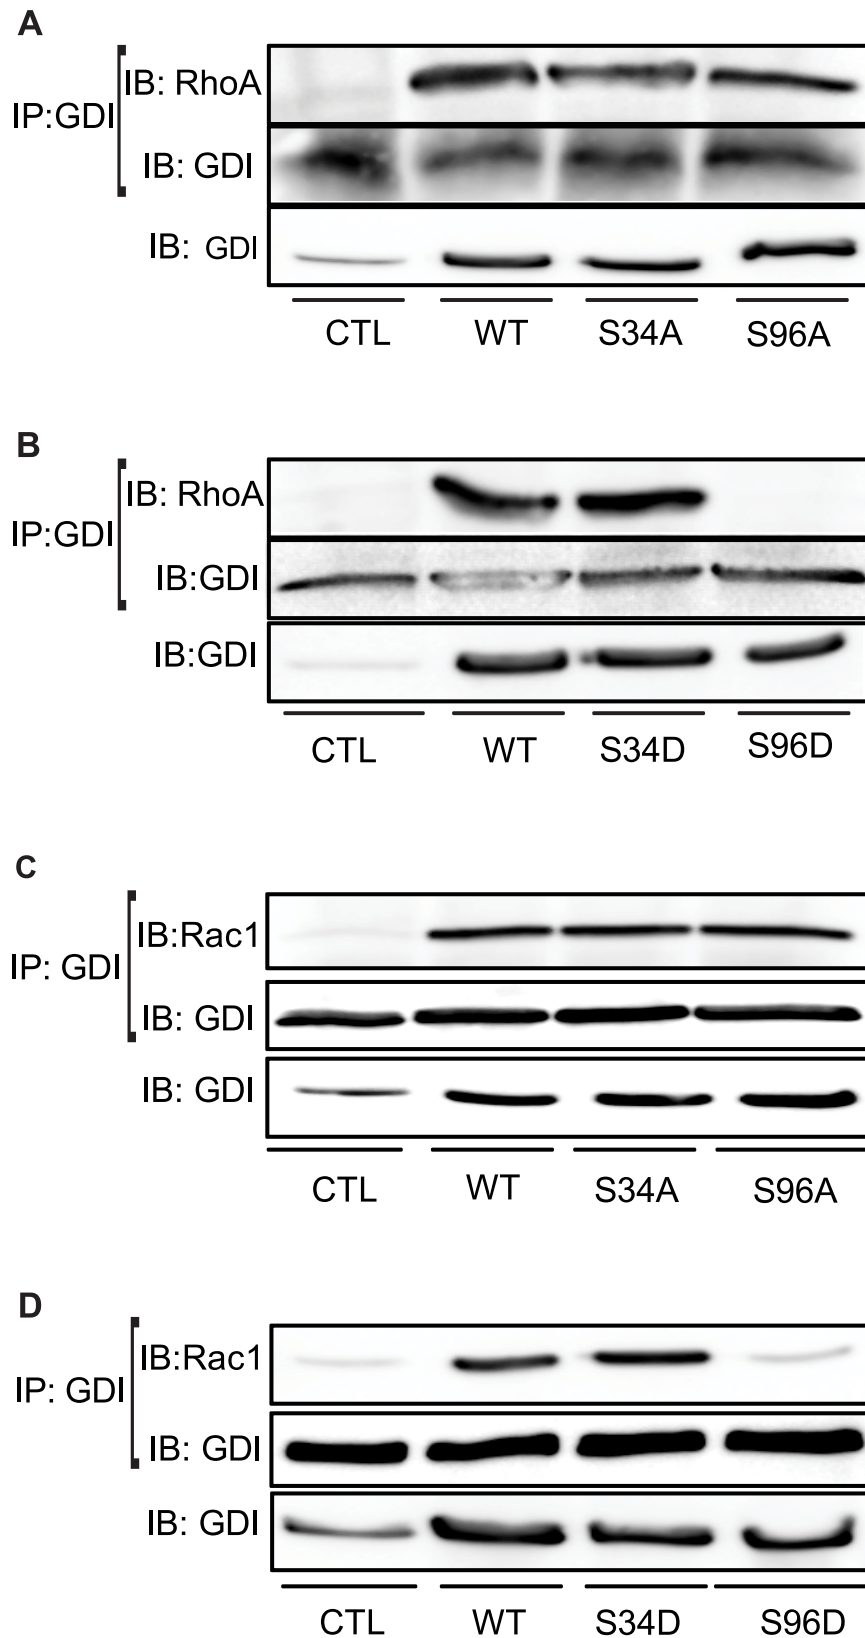 A
IP:GDI
IB: RhoA
IB: GDI
IB: GDI
CTL WT S34A S96A
B
IP:GDI
IB: RhoA
IB:GDI
IB:GDI
CTL WT S34D S96D
C
IP: GDI
IB:Rac1
IB: GDI
IB: GDI
CTL WT S34A S96A
D
IP: GDI
IB:Rac1
IB: GDI
IB: GDI
CTL WT S34D S96D